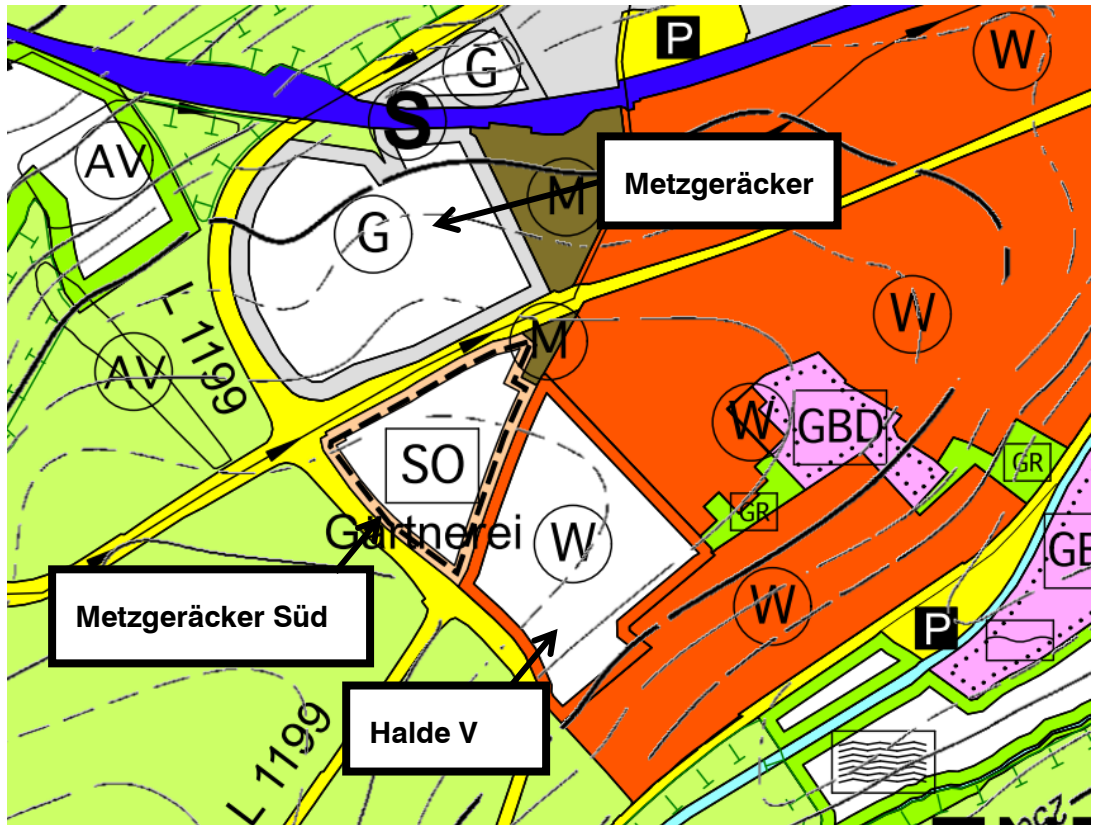 P
G
W
S
AV
M
Metzgeräcker
G
W
L 1199
M
AV
W
GBD
SO
GR
GR
Gärtnerei
W
GE
W
Metzgeräcker Süd
P
Halde V
L 1199